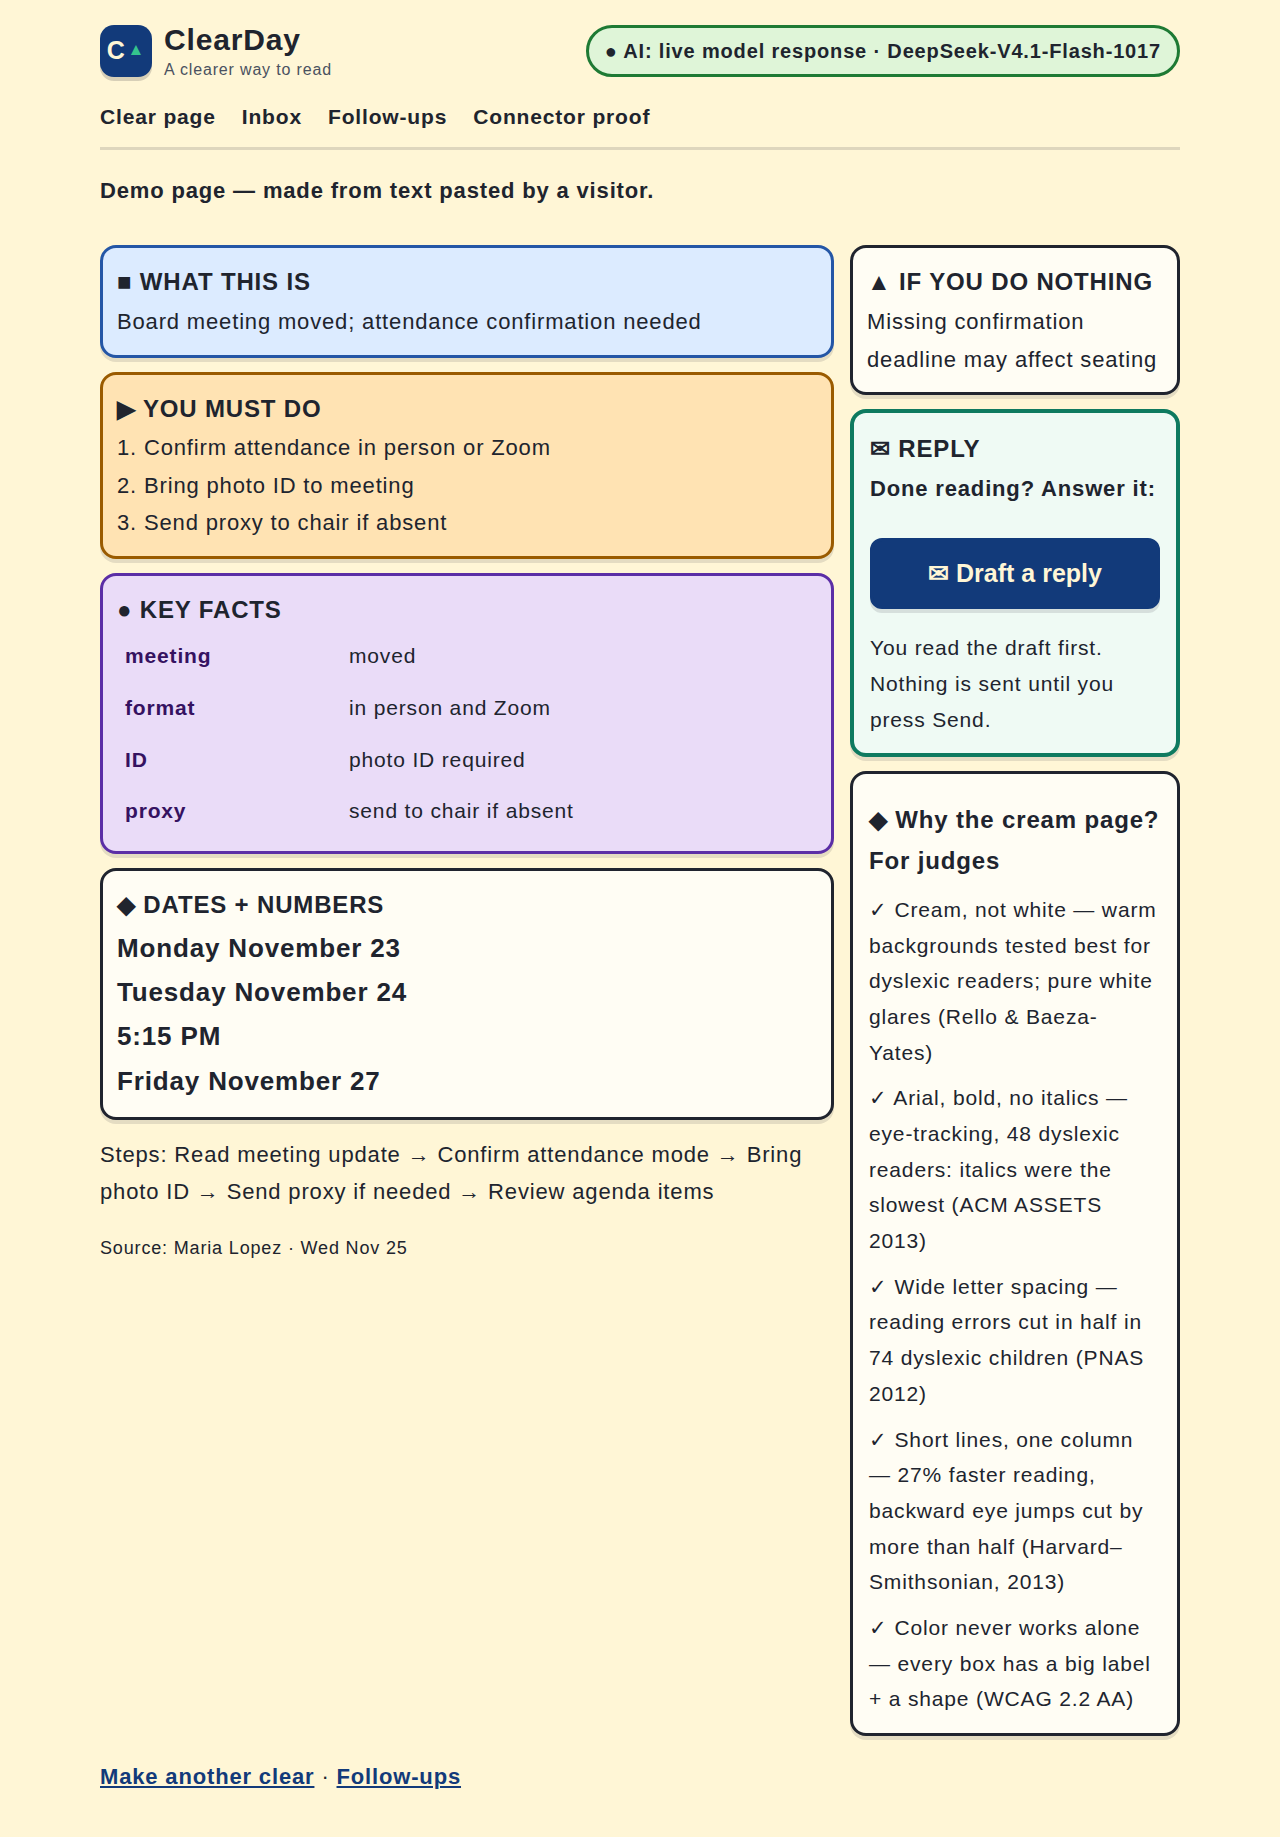 C▲
ClearDay
A clearer way to read
● AI: live model response · DeepSeek-V4.1-Flash-1017
Clear page Inbox Follow-ups Connector proof
Demo page — made from text pasted by a visitor.
■ WHAT THIS IS
Board meeting moved; attendance confirmation needed
▶ YOU MUST DO
1. Confirm attendance in person or Zoom
2. Bring photo ID to meeting
3. Send proxy to chair if absent
● KEY FACTS
meeting moved
format in person and Zoom
ID photo ID required
proxy send to chair if absent
◆ DATES + NUMBERS
Monday November 23
Tuesday November 24
5:15 PM
Friday November 27
Steps: Read meeting update → Confirm attendance mode → Bring
photo ID → Send proxy if needed → Review agenda items
Source: Maria Lopez · Wed Nov 25
▲ IF YOU DO NOTHING
Missing confirmation
deadline may affect seating
✉ REPLY
Done reading? Answer it:
✉ Draft a reply
You read the draft first.
Nothing is sent until you
press Send.
◆ Why the cream page?
For judges
✓ Cream, not white — warm
backgrounds tested best for
dyslexic readers; pure white
glares (Rello & Baeza-
Yates)
✓ Arial, bold, no italics —
eye-tracking, 48 dyslexic
readers: italics were the
slowest (ACM ASSETS
2013)
✓ Wide letter spacing —
reading errors cut in half in
74 dyslexic children (PNAS
2012)
✓ Short lines, one column
— 27% faster reading,
backward eye jumps cut by
more than half (Harvard–
Smithsonian, 2013)
✓ Color never works alone
— every box has a big label
+ a shape (WCAG 2.2 AA)
Make another clear · Follow-ups